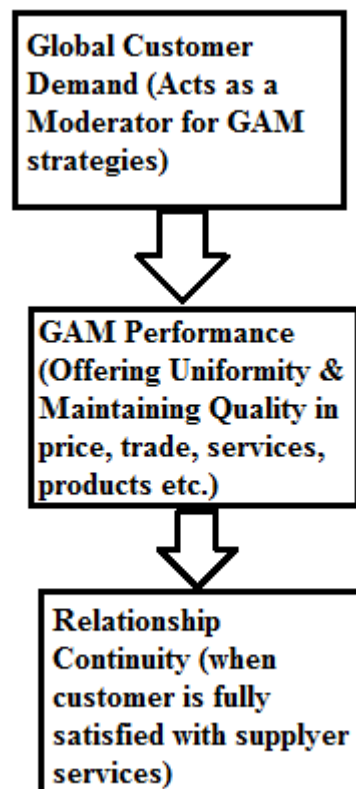 Global Customer
Demand (Acts as a
Moderator for GAM
strategies)
GAM Performance
(Offering Uniformity &
Maintaining Quality in
price, trade, services,
products etc.)
Relationship
Continuity (when
customer is fully
satisfied with supplyer
services)